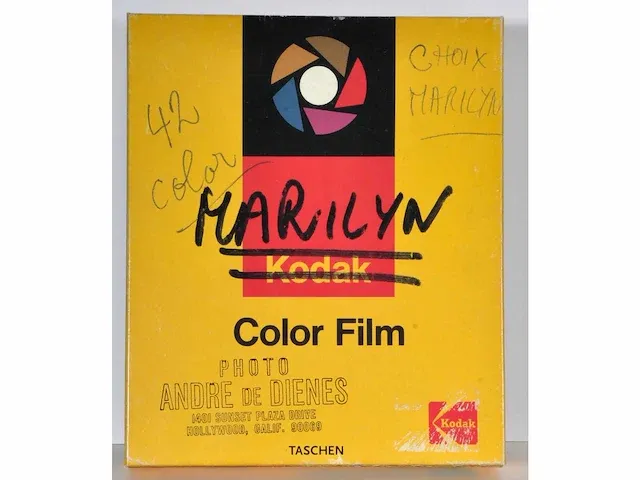 CHOIX
MARILYN
42
color
MARILYN
Kodak
Color Film
PHOTO
ANDRE DE DIENES
1401 SUNSET PLAZA DRIVE
HOLLYWOOD, CALIF. 90069
Kodak
TASCHEN